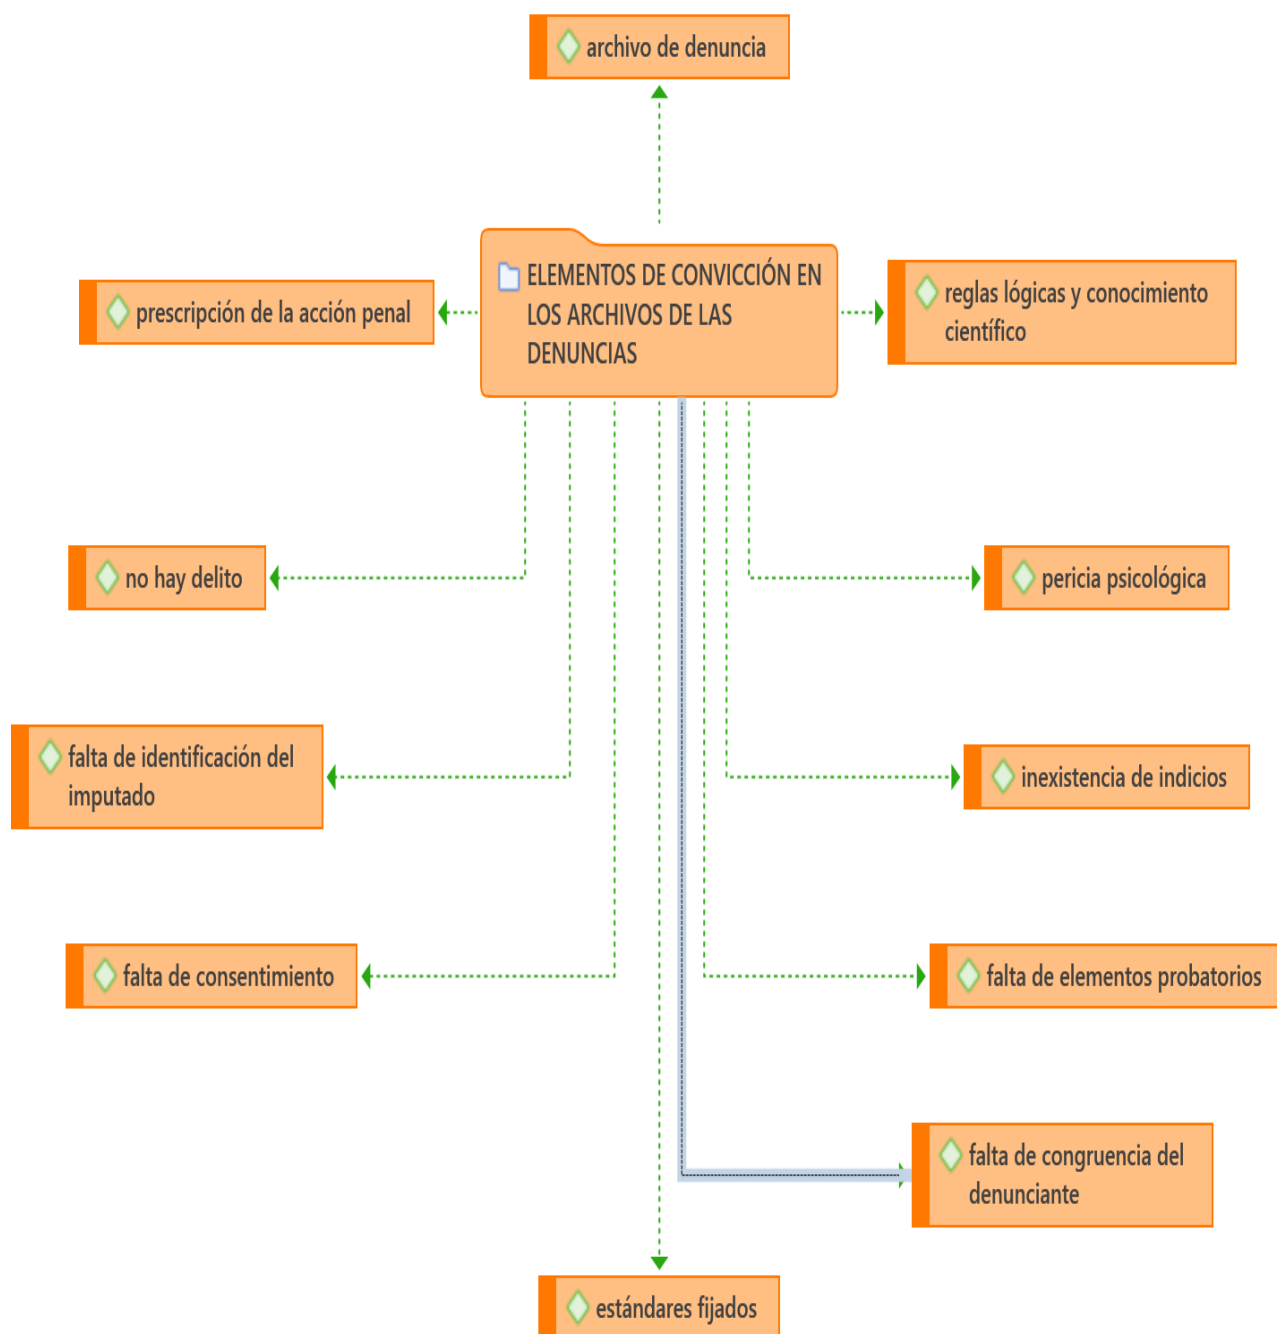 archivo de denuncia
ELEMENTOS DE CONVICCIÓN EN
LOS ARCHIVOS DE LAS
DENUNCIAS
prescripción de la acción penal
reglas lógicas y conocimiento
científico
no hay delito
pericia psicológica
falta de identificación del
imputado
inexistencia de indicios
falta de consentimiento
falta de elementos probatorios
falta de congruencia del
denunciante
estándares fijados